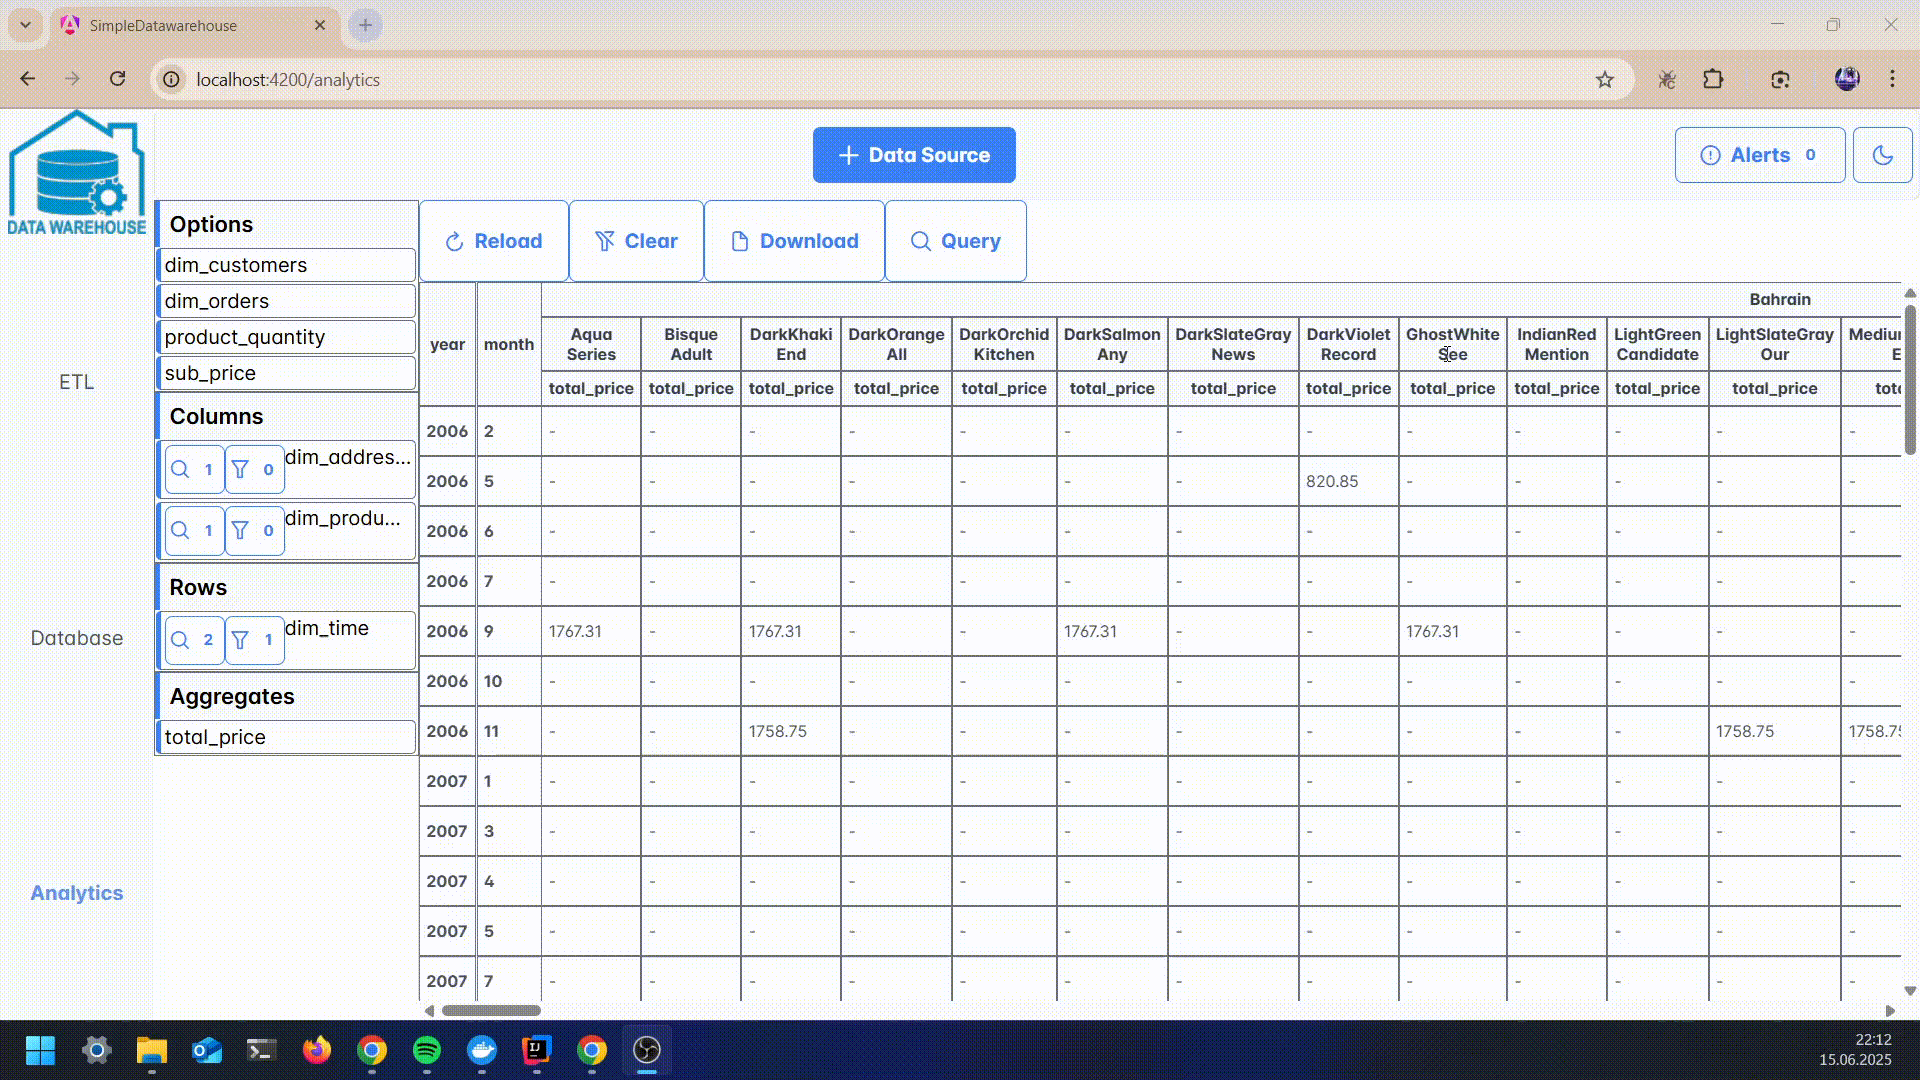 SimpleDatawarehouse
localhost:4200/analytics
DATA WAREHOUSE
Data Source
Alerts 0
Options
dim_customers
dim_orders
product_quantity
sub_price
Columns
1 0 dim_addres...
1 0 dim_produ...
Rows
2 1 dim_time
Aggregates
total_price
ETL
Database
Analytics
Reload Clear Download Query
Bahrain
year month Aqua Series Bisque Adult DarkKhaki End DarkOrange All DarkOrchid Kitchen DarkSalmon Any DarkSlateGray News DarkViolet Record GhostWhite See IndianRed Mention LightGreen Candidate LightSlateGray Our
total_price total_price total_price total_price total_price total_price total_price total_price total_price total_price total_price total_price
2006 2 - - - - - - - - - - - - -
2006 5 - - - - - - - 820.85 - - - - -
2006 6 - - - - - - - - - - - - -
2006 7 - - - - - - - - - - - - -
2006 9 1767.31 - 1767.31 - - 1767.31 - - 1767.31 - - - -
2006 10 - - - - - - - - - - - - -
2006 11 - - 1758.75 - - - - - - - - 1758.75 1758.75
2007 1 - - - - - - - - - - - - -
2007 3 - - - - - - - - - - - - -
2007 4 - - - - - - - - - - - - -
2007 5 - - - - - - - - - - - - -
2007 7 - - - - - - - - - - - - -
22:12
15.06.2025